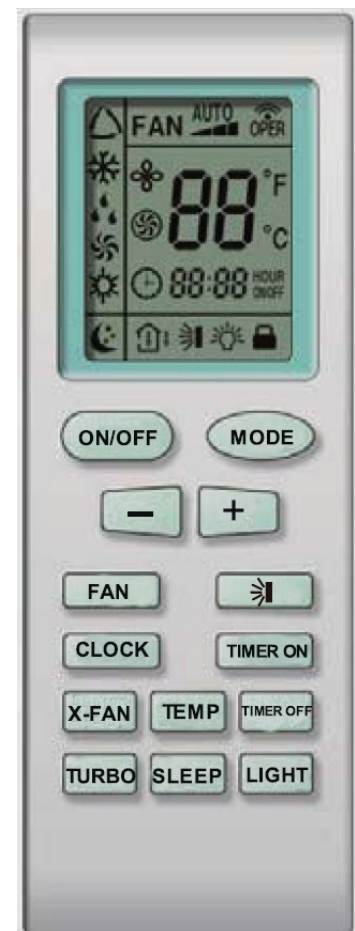 FAN AUTO OPER
88 °F
°C
88:88 HOUR
ON/OFF
ON/OFF MODE
- +
FAN
CLOCK TIMER ON
X-FAN TEMP TIMER OFF
TURBO SLEEP LIGHT